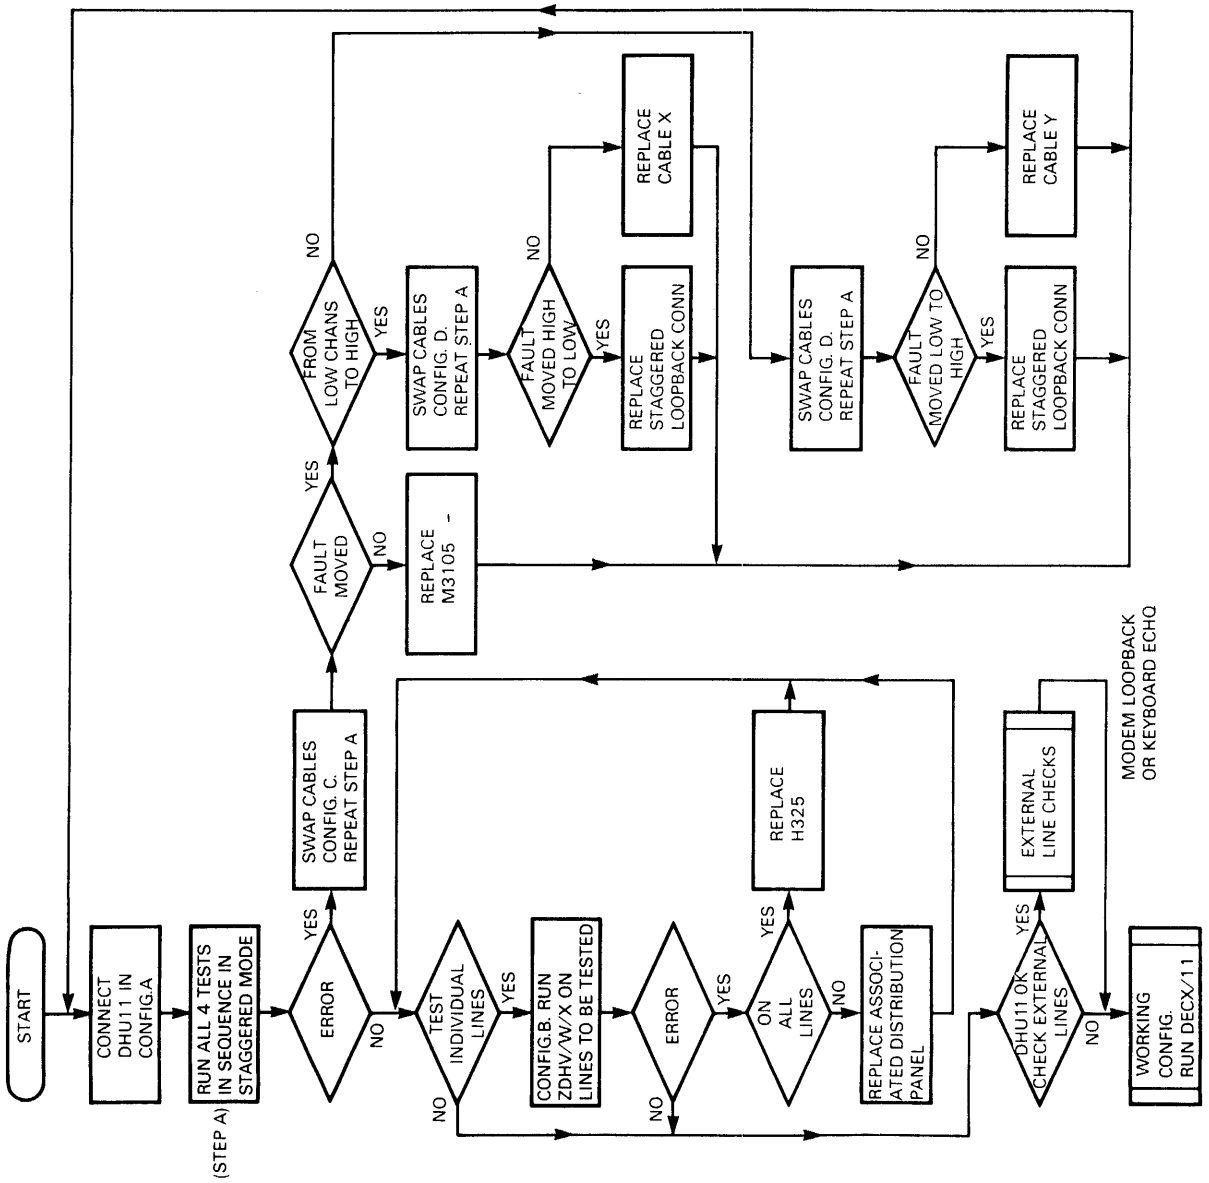 START
CONNECT
DHU11 IN
CONFIG.A
RUN ALL 4 TESTS
IN SEQUENCE IN
STAGGERED MODE
(STEP A)
ERROR
YES
NO
SWAP CABLES
CONFIG. C.
REPEAT STEP A
FAULT
MOVED
YES
NO
REPLACE
M3105
FROM
LOW CHANS
TO HIGH
NO
YES
SWAP CABLES
CONFIG. D.
REPEAT STEP A
FAULT
MOVED HIGH
TO LOW
NO
YES
REPLACE
STAGGERED
LOOPBACK CONN
REPLACE
CABLE X
SWAP CABLES
CONFIG. D.
REPEAT STEP A
FAULT
MOVED LOW TO
HIGH
NO
YES
REPLACE
STAGGERED
LOOPBACK CONN
REPLACE
CABLE Y
TEST
INDIVIDUAL
LINES
NO
YES
CONFIG.B. RUN
ZDHV/W/X ON
LINES TO BE TESTED
ERROR
NO
YES
ON
ALL
LINES
YES
NO
REPLACE
H325
REPLACE ASSOCI-
ATED DISTRIBUTION
PANEL
DHU11 OK
CHECK EXTERNAL
LINES
YES
NO
EXTERNAL
LINE CHECKS
MODEM LOOPBACK
OR KEYBOARD ECHO
WORKING
CONFIG.
RUN DECX/11